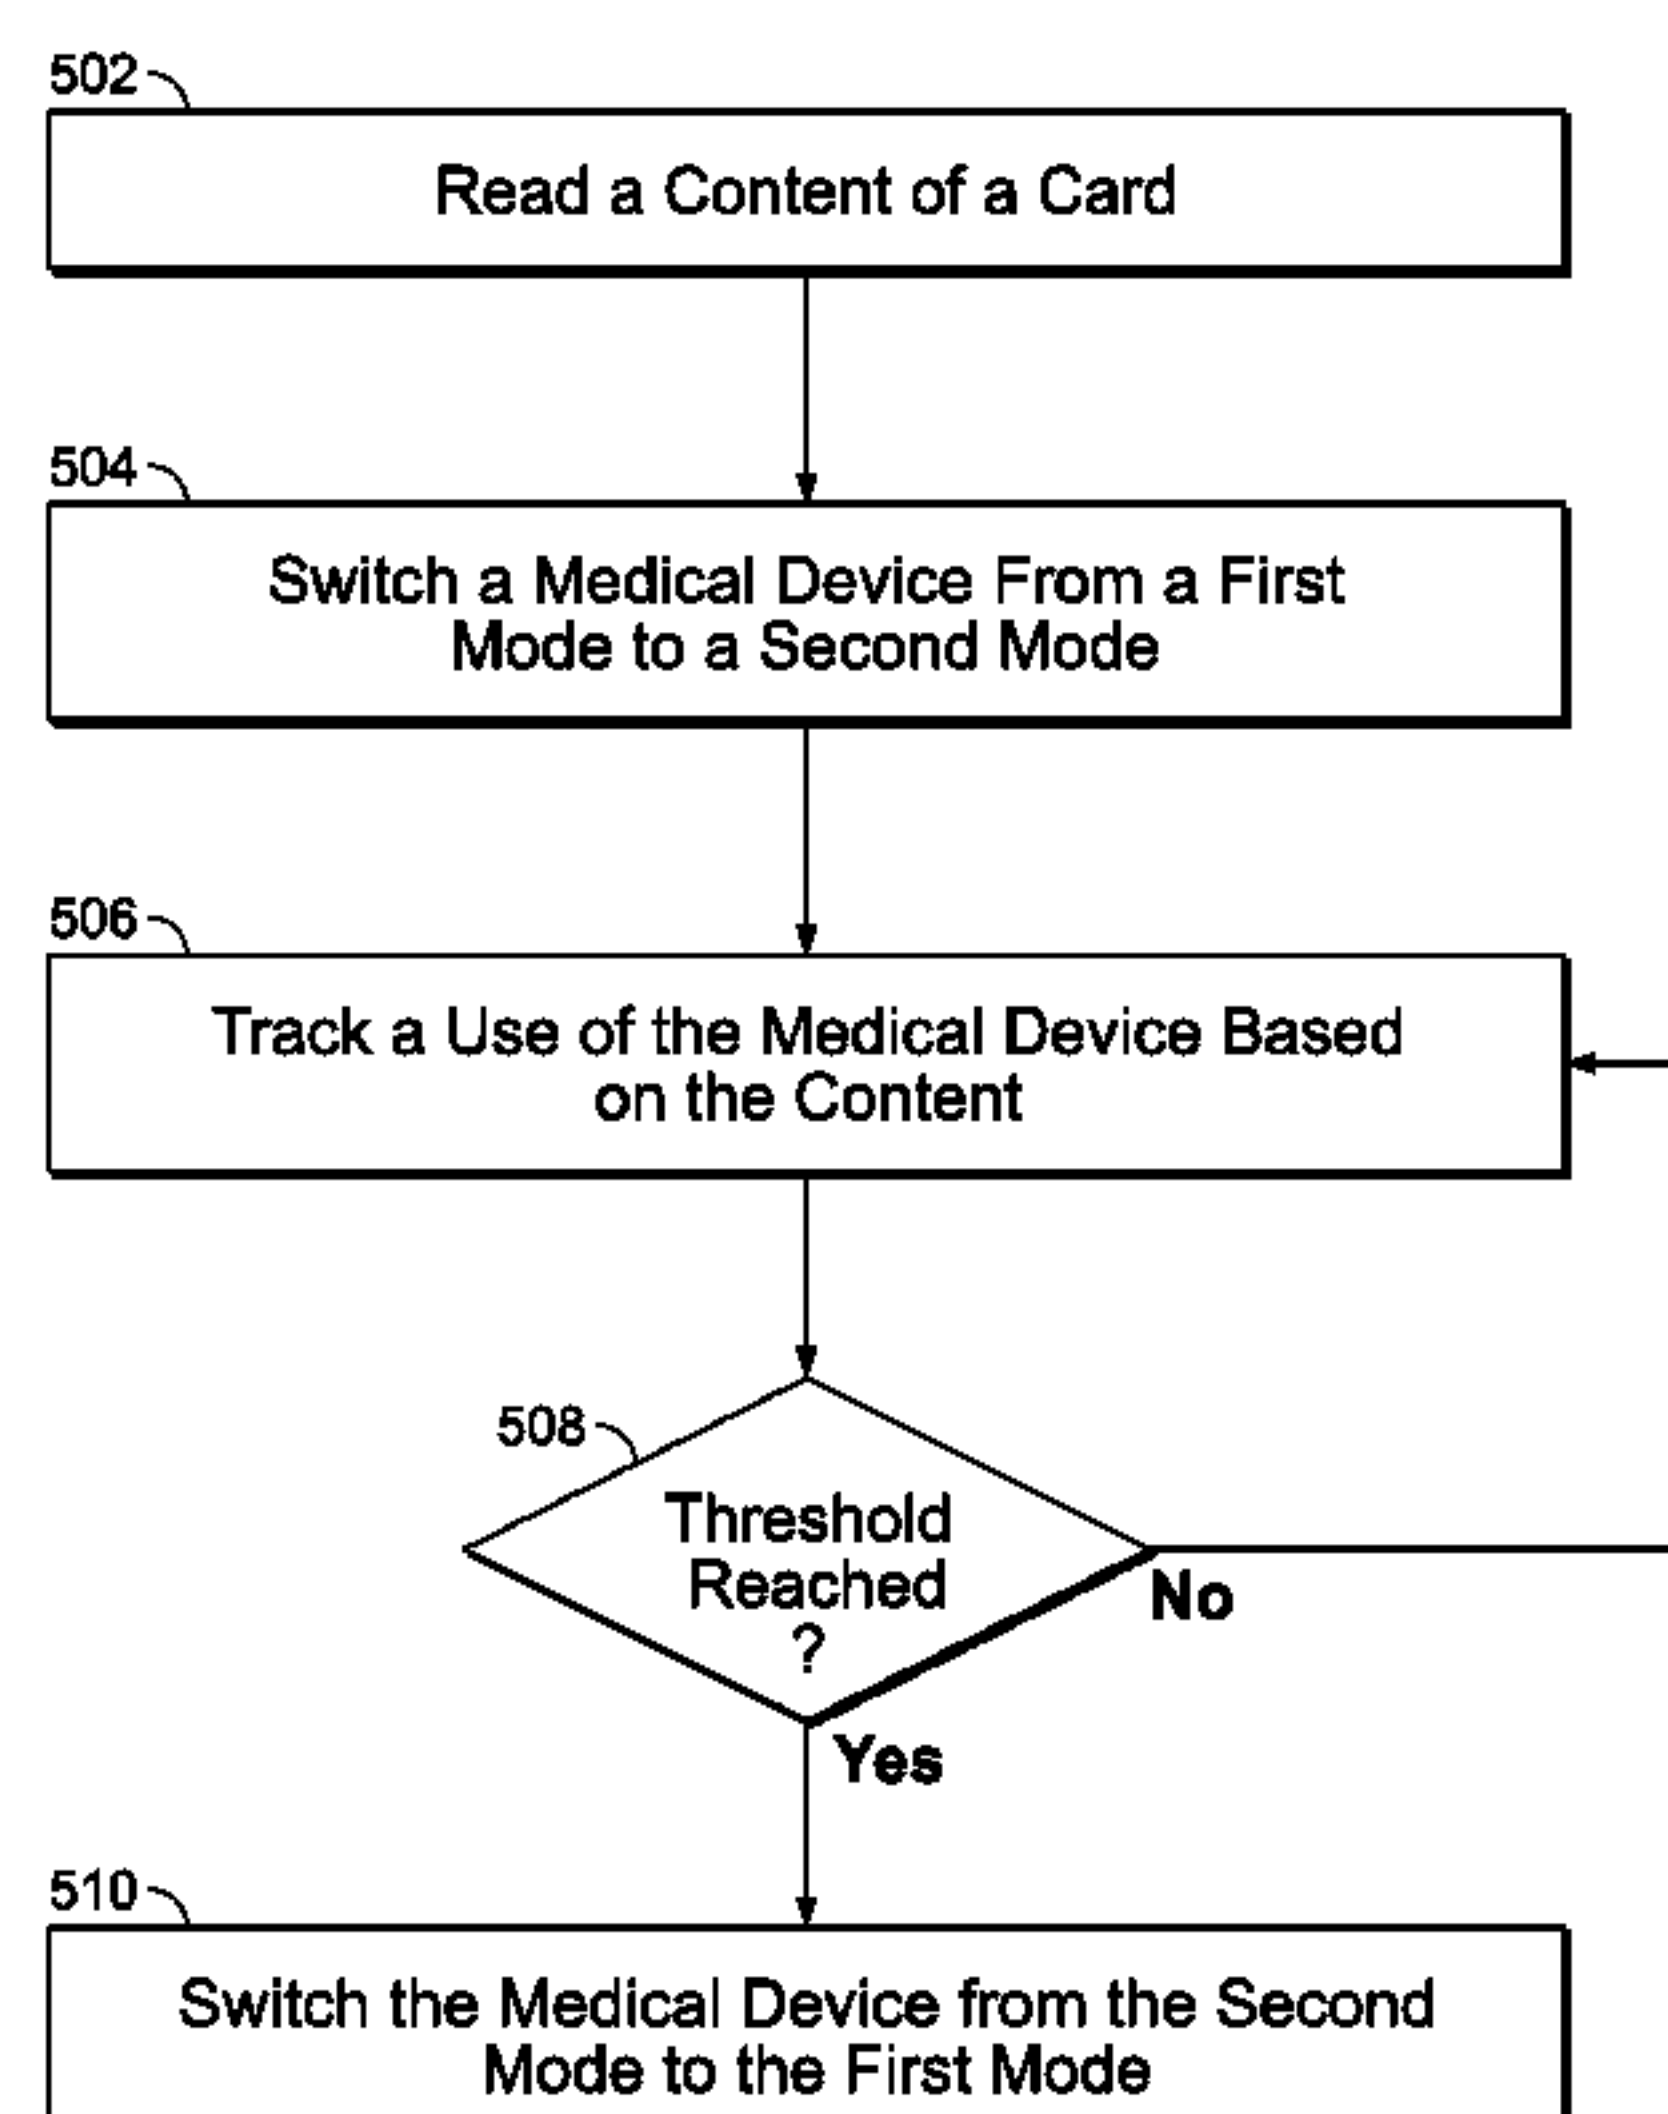 502
Read a Content of a Card
504
Switch a Medical Device From a First
Mode to a Second Mode
506
Track a Use of the Medical Device Based
on the Content
508
Threshold
Reached
?
No
Yes
510
Switch the Medical Device from the Second
Mode to the First Mode